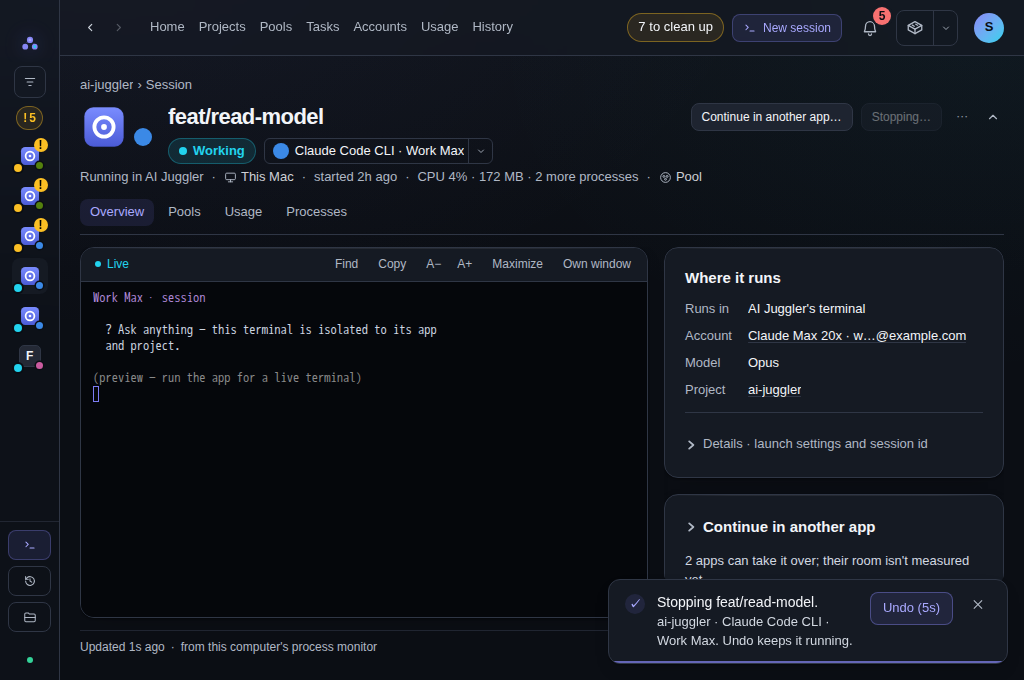 Home Projects Pools Tasks Accounts Usage History
7 to clean up
New session
5
S
! 5
!
!
!
F
ai-juggler › Session
feat/read-model
Continue in another app…
Stopping…
Working
Claude Code CLI · Work Max
Running in AI Juggler · This Mac · started 2h ago · CPU 4% · 172 MB · 2 more processes · Pool
Overview Pools Usage Processes
Live
Find Copy A− A+ Maximize Own window
Work Max · session
? Ask anything — this terminal is isolated to its app
and project.
(preview — run the app for a live terminal)
Updated 1s ago · from this computer's process monitor
Where it runs
Runs in AI Juggler's terminal
Account Claude Max 20x · w…@example.com
Model Opus
Project ai-juggler
Details · launch settings and session id
Continue in another app
2 apps can take it over; their room isn't measured
yet
Stopping feat/read-model.
ai-juggler · Claude Code CLI ·
Work Max. Undo keeps it running.
Undo (5s)